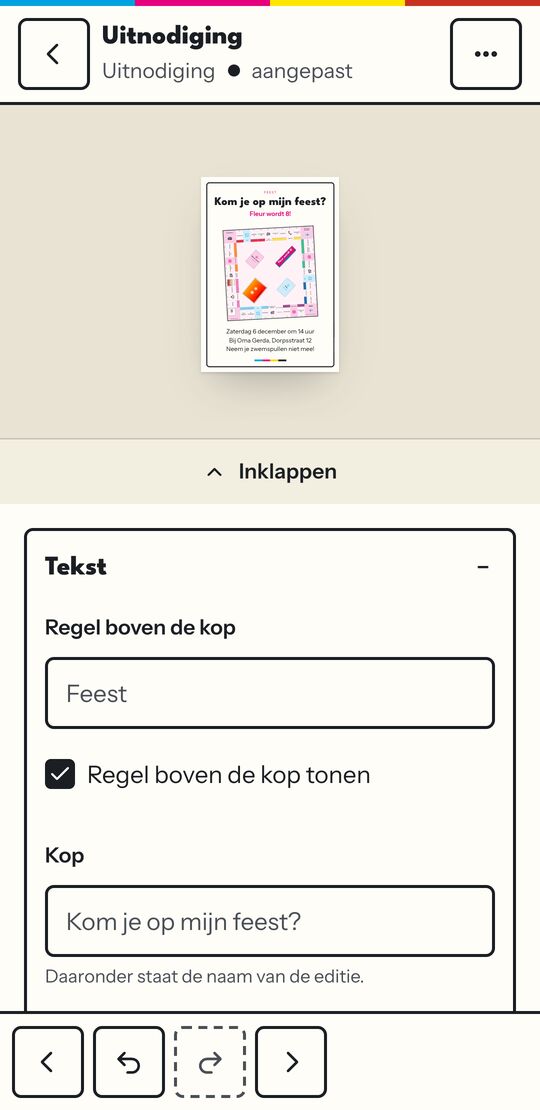 Uitnodiging
Uitnodiging ● aangepast
FEEST
Kom je op mijn feest?
Fleur wordt 8!
Zaterdag 6 december om 14 uur
Bij Oma Gerda, Dorpsstraat 12
Neem je zwemspullen niet mee!
Inklappen
Tekst
Regel boven de kop
Feest
Regel boven de kop tonen
Kop
Kom je op mijn feest?
Daaronder staat de naam van de editie.